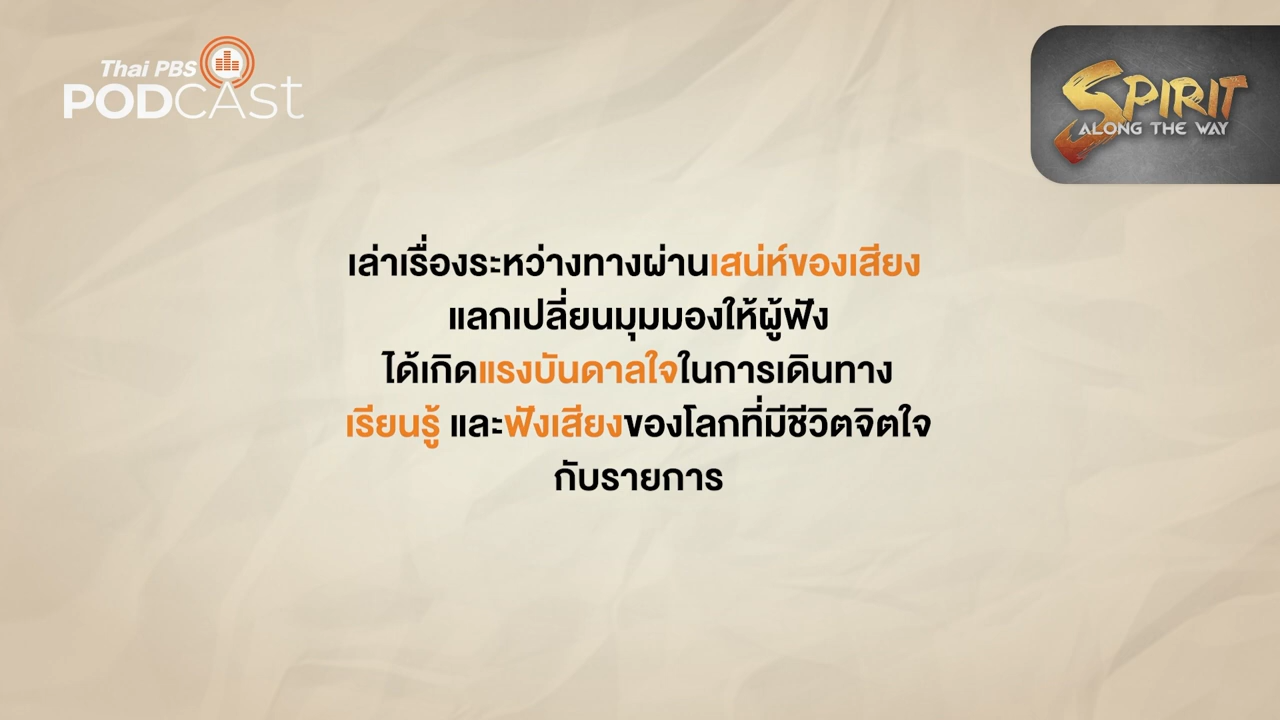 Thai PBS
PODCAST
SPIRIT
ALONG THE WAY
เล่าเรื่องระหว่างทางผ่านเสน่ห์ของเสียง
แลกเปลี่ยนมุมมองให้ผู้ฟัง
ได้เกิดแรงบันดาลใจในการเดินทาง
เรียนรู้ และฟังเสียงของโลกที่มีชีวิตจิตใจ
กับรายการ